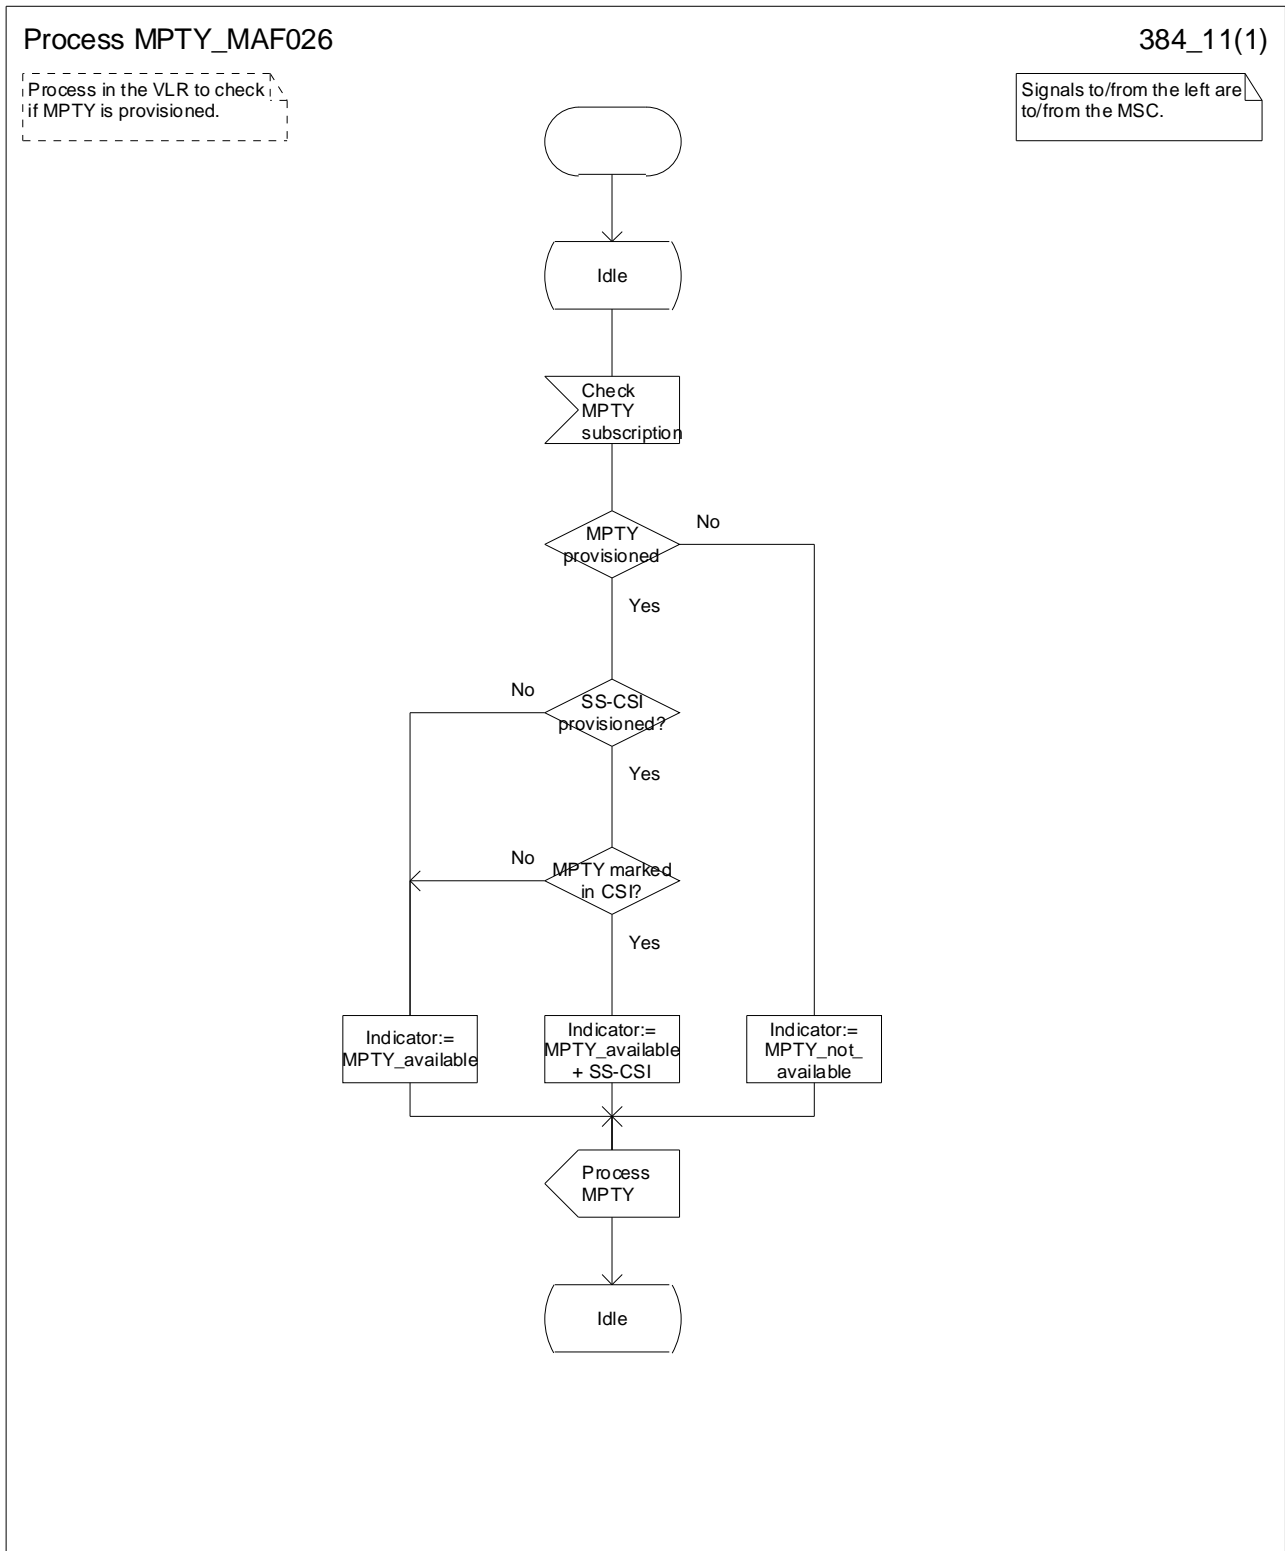 Process MPTY_MAF026
384_11(1)
Process in the VLR to check
if MPTY is provisioned.
Signals to/from the left are
to/from the MSC.
Idle
Check
MPTY
subscription
MPTY
provisioned
No
Yes
No
SS-CSI
provisioned?
Yes
No
MPTY marked
in CSI?
Yes
Indicator:=
MPTY_available
Indicator:=
MPTY_available
+ SS-CSI
Indicator:=
MPTY_not_
available
Process
MPTY
Idle